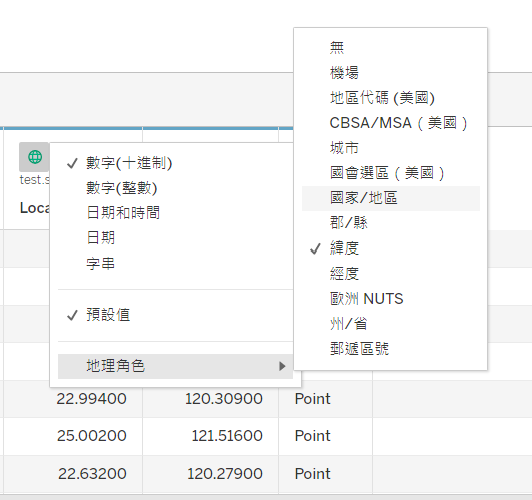 無
機場
地區代碼 (美國)
CBSA/MSA（美國）
城市
國會選區（美國）
國家/地區
郡/縣
緯度
經度
歐洲 NUTS
州/省
郵遞區號
test.s
Loca
數字(十進制)
數字(整數)
日期和時間
日期
字串
預設值
地理角色
22.99400 120.30900 Point
25.00200 121.51600 Point
22.63200 120.27900 Point